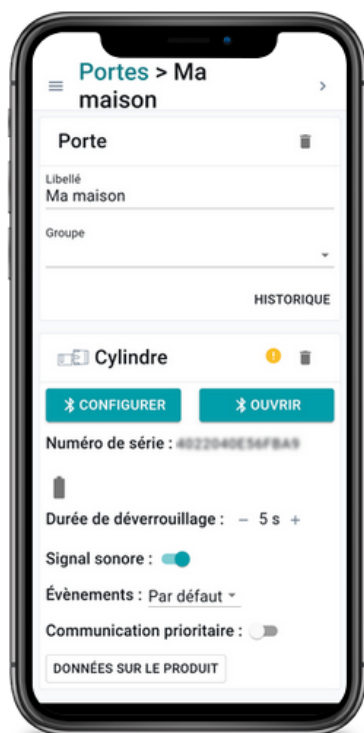 Portes > Ma
maison
Porte
Libellé
Ma maison
Groupe
HISTORIQUE
Cylindre
CONFIGURER
OUVRIR
Numéro de série :
Durée de déverrouillage : − 5 s +
Signal sonore :
Évènements : Par défaut
Communication prioritaire :
DONNÉES SUR LE PRODUIT